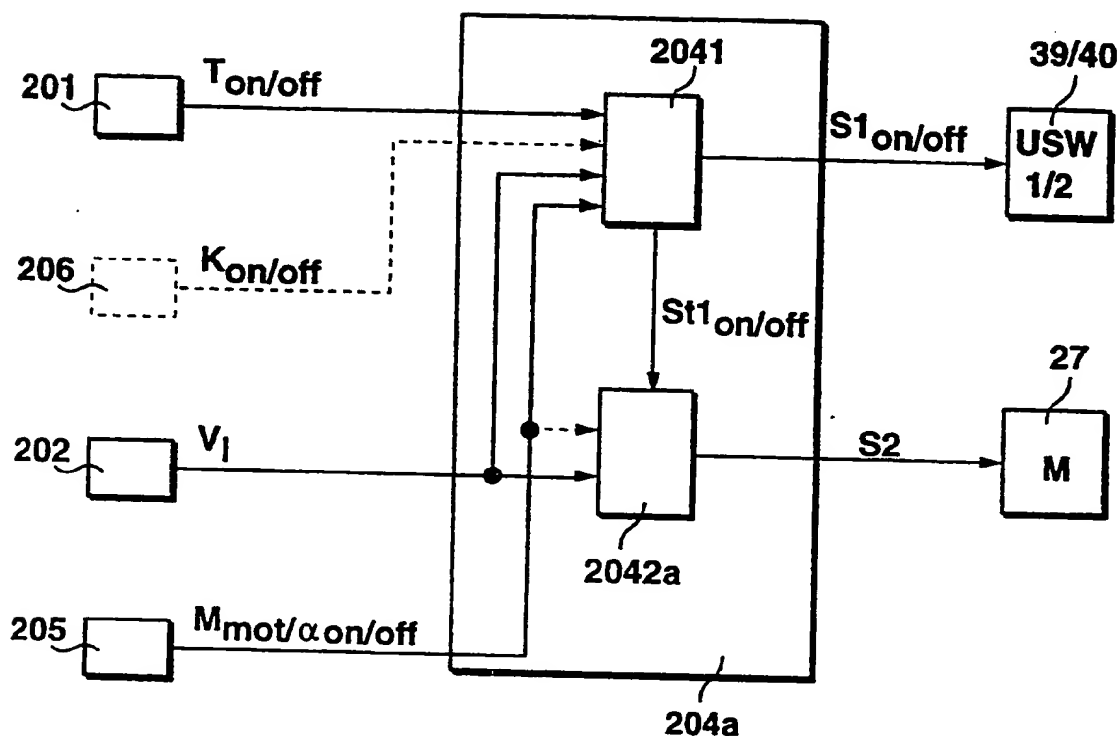 2041
39/40
201
Ton/off
S1on/off
USW
1/2
206
Kon/off
St1on/off
27
202
Vl
S2
M
2042a
205
Mmot/αon/off
204a